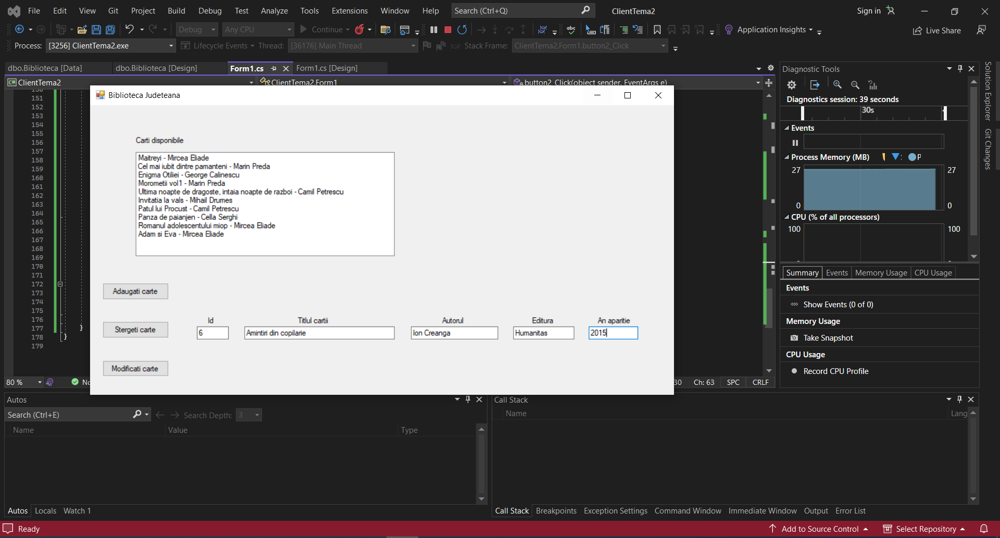 File Edit View Git Project Build Debug Test Analyze Tools Extensions Window Help Search (Ctrl+Q) ClientTema2 Sign in
Debug Any CPU Continue Application Insights Live Share
Process: [3256] ClientTema2.exe Lifecycle Events Thread: [36176] Main Thread Stack Frame: ClientTema2.Form1.button2_Click
dbo.Biblioteca [Data] dbo.Biblioteca [Design] Form1.cs Form1.cs [Design]
ClientTema2 ClientTema2.Form1 button2_Click(object sender, EventArgs e)
Biblioteca Judeteana
Carti disponibile
Maitreyi - Mircea Eliade
Cel mai iubit dintre pamanteni - Marin Preda
Enigma Otiliei - George Calinescu
Morometii vol1 - Marin Preda
Ultima noapte de dragoste, intaia noapte de razboi - Camil Petrescu
Invitatia la vals - Mihail Drumes
Patul lui Procust - Camil Petrescu
Panza de paianjen - Cella Serghi
Romanul adolescentului miop - Mircea Eliade
Adam si Eva - Mircea Eliade
Adaugati carte
Stergeti carte
Modificati carte
Id Titlul cartii Autorul Editura An aparitie
6 Amintiri din copilarie Ion Creanga Humanitas 2015
150
151
152
153
154
155
156
157
158
159
160
161
162
163
164
165
166
167
168
169
170
171
172
173
174
175
176
177 }
178 }
179
80 % No 30 Ch: 63 SPC CRLF
Diagnostic Tools
Diagnostics session: 39 seconds
30s
Events
Process Memory (MB) P
27 27
0 0
CPU (% of all processors)
100 100
Summary Events Memory Usage CPU Usage
Events
Show Events (0 of 0)
Memory Usage
Take Snapshot
CPU Usage
Record CPU Profile
Solution Explorer
Git Changes
Autos
Search (Ctrl+E) Search Depth: 3
Name Value Type
Autos Locals Watch 1
Call Stack
Name Lang
Call Stack Breakpoints Exception Settings Command Window Immediate Window Output Error List
Ready Add to Source Control Select Repository